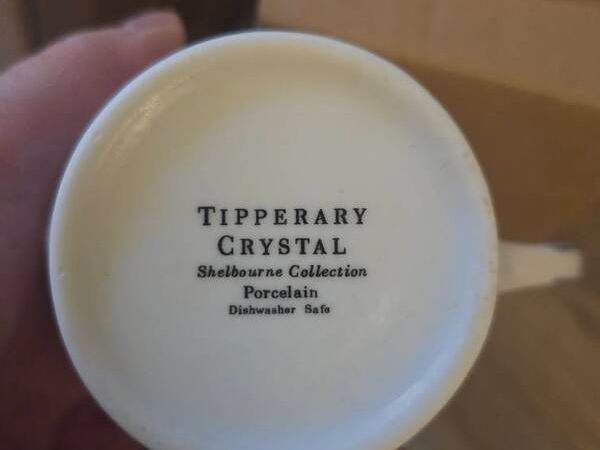 TIPPERARY
CRYSTAL
Shelbourne Collection
Porcelain
Dishwasher Safe